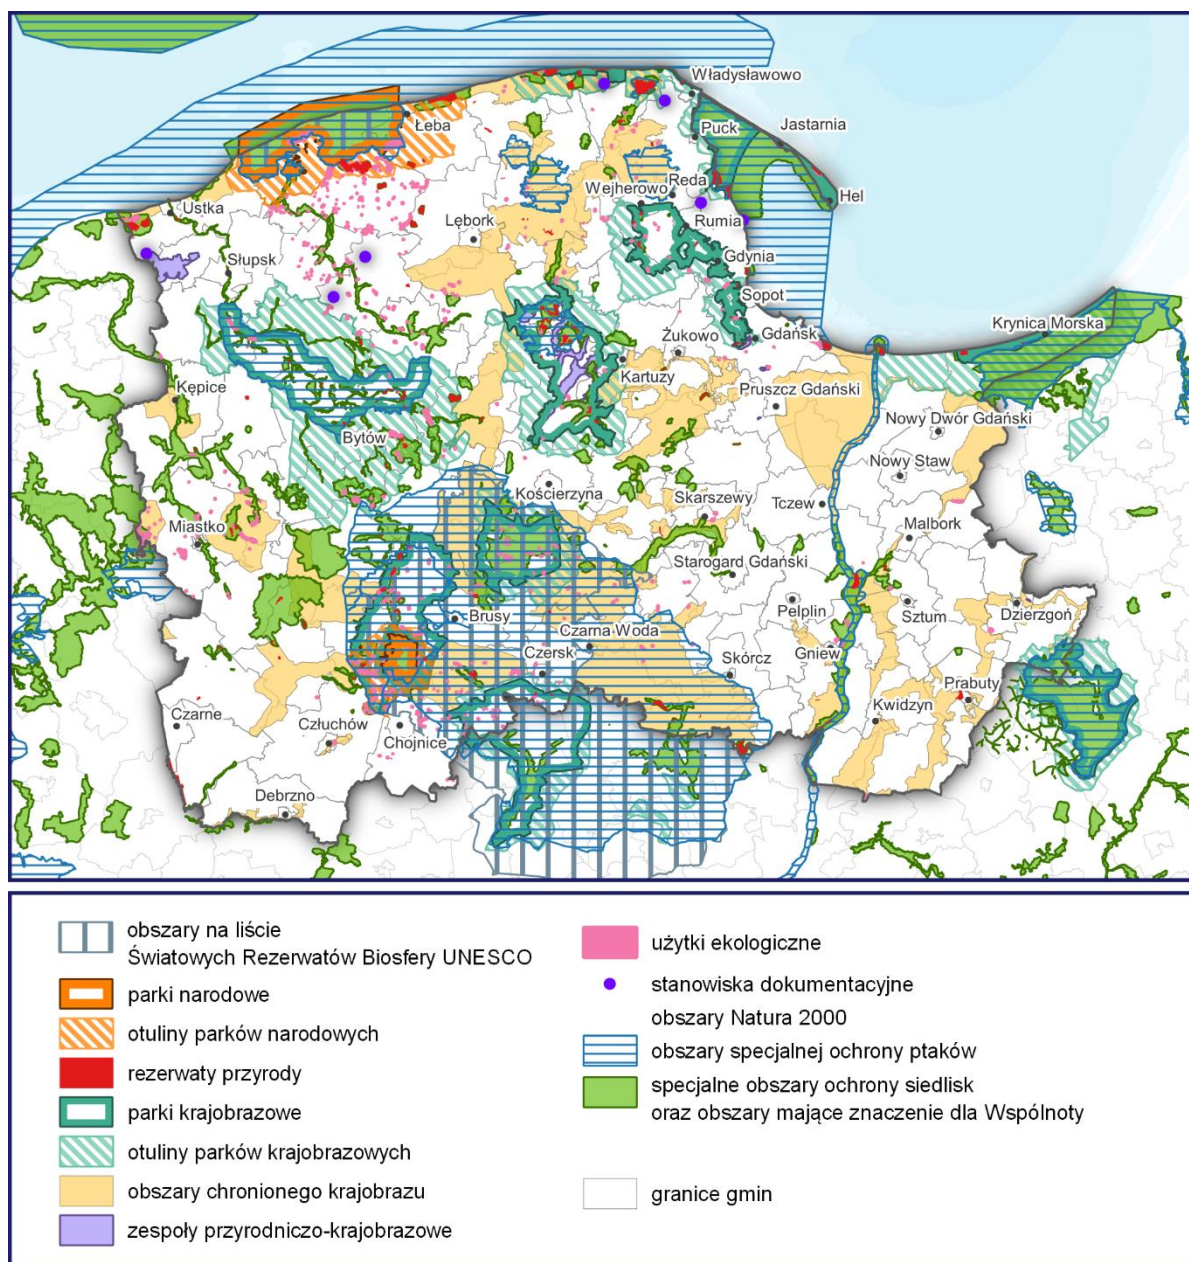 Władysławowo
Łeba
Puck
Jastarnia
Wejherowo
Reda
Hel
Ustka
Rumia
Lębork
Gdynia
Słupsk
Sopot
Krynica Morska
Żukowo
Gdańsk
Kartuzy
Kępice
Pruszcz Gdański
Nowy Dwór Gdański
Bytów
Nowy Staw
Kościerzyna
Skarszewy
Tczew
Miastko
Malbork
Starogard Gdański
Pelplin
Brusy
Sztum
Dzierzgoń
Czarna Woda
Czersk
Skórcz
Gniew
Prabuty
Czarne
Człuchów
Chojnice
Kwidzyn
Debrzno
obszary na liście
Światowych Rezerwatów Biosfery UNESCO
parki narodowe
otuliny parków narodowych
rezerwaty przyrody
parki krajobrazowe
otuliny parków krajobrazowych
obszary chronionego krajobrazu
zespoły przyrodniczo-krajobrazowe
użytki ekologiczne
stanowiska dokumentacyjne
obszary Natura 2000
obszary specjalnej ochrony ptaków
specjalne obszary ochrony siedlisk
oraz obszary mające znaczenie dla Wspólnoty
granice gmin